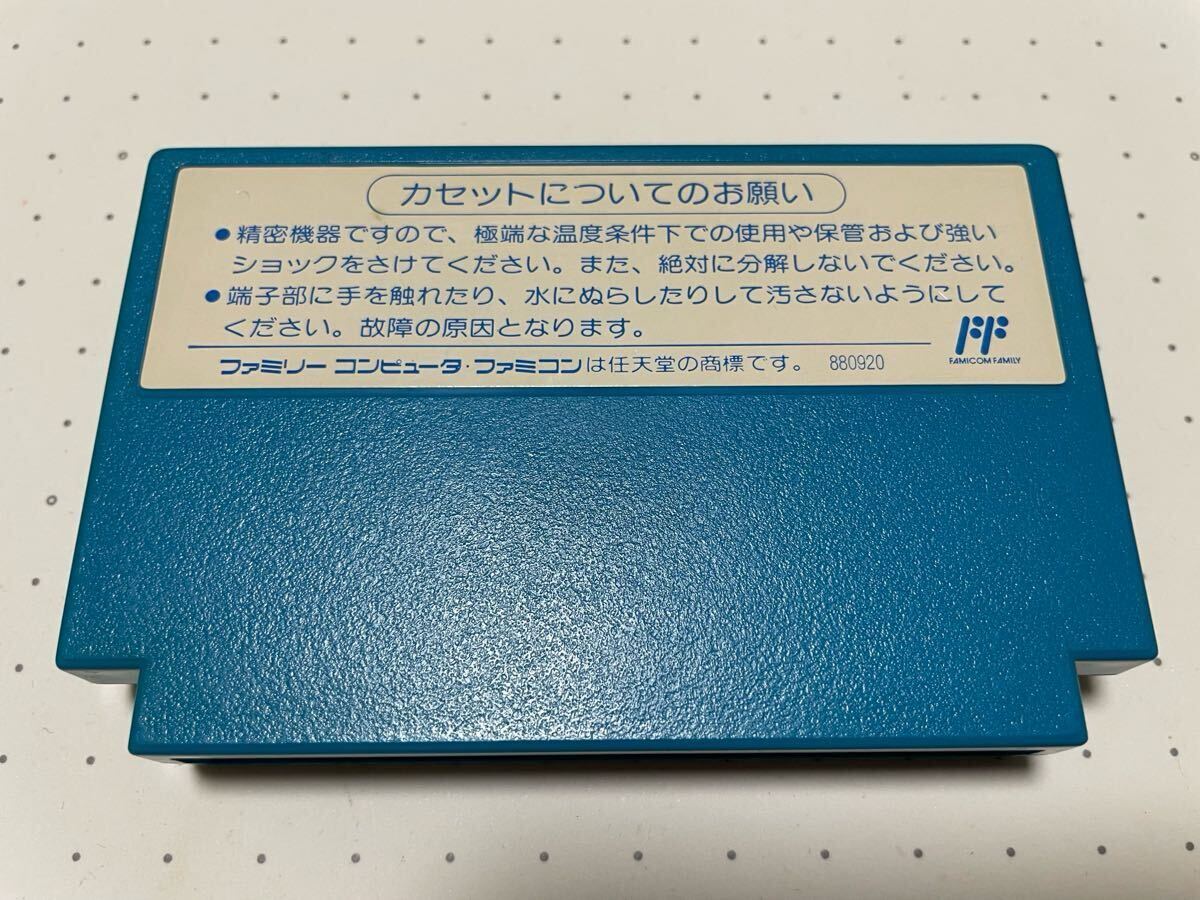 カセットについてのお願い
●精密機器ですので、極端な温度条件下での使用や保管および強い
ショックをさけてください。また、絶対に分解しないでください。
●端子部に手を触れたり、水にぬらしたりして汚さないようにして
ください。故障の原因となります。
ファミリーコンピュータ・ファミコンは任天堂の商標です。 880920
FF
FAMICOM FAMILY